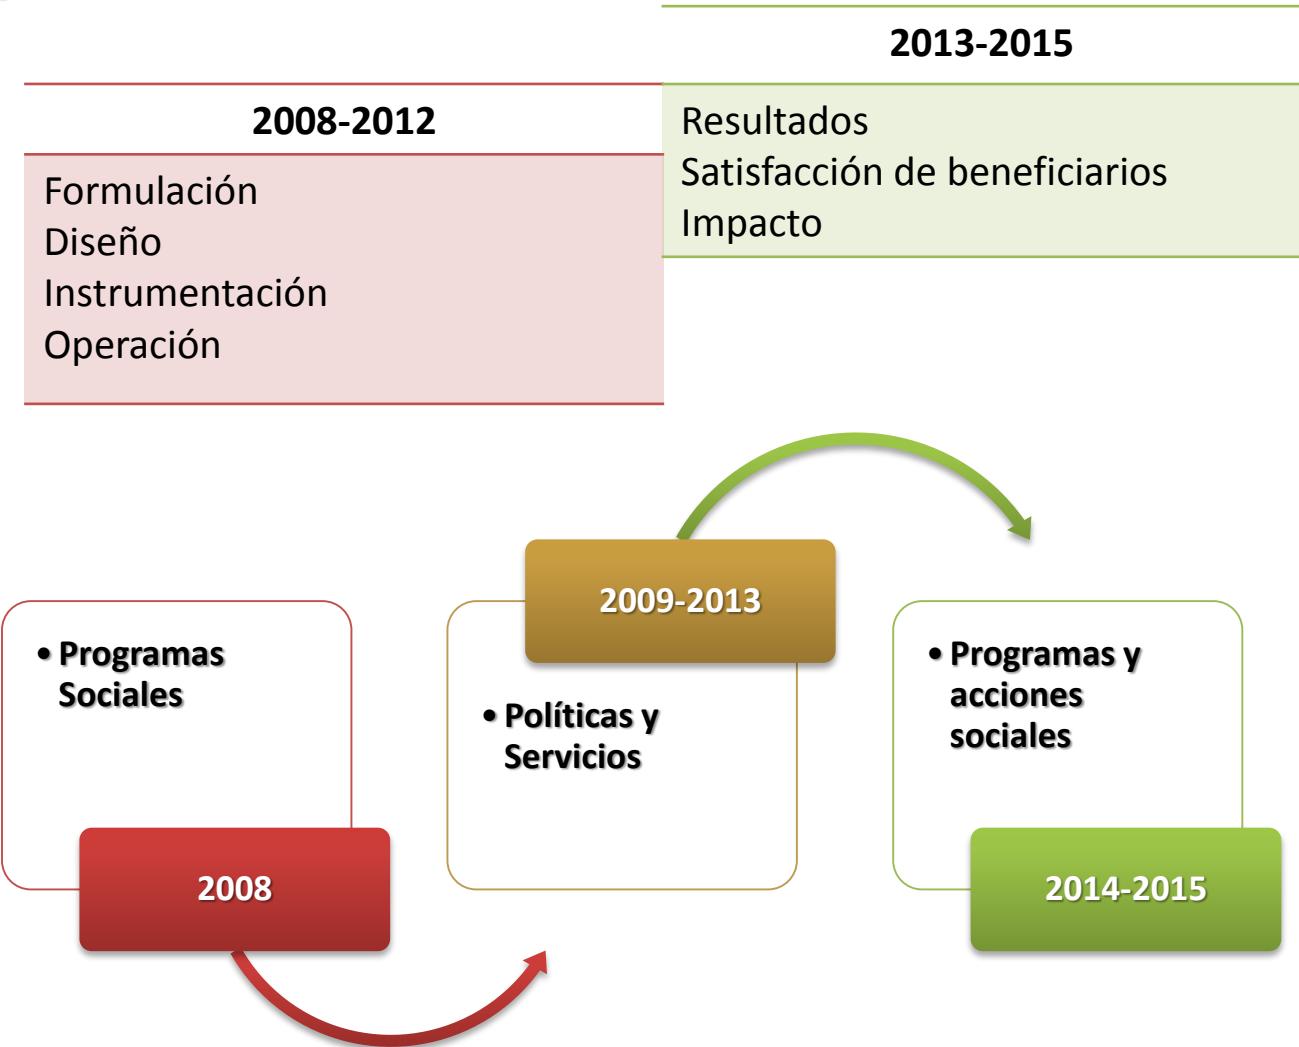 2013-2015
Resultados
Satisfacción de beneficiarios
Impacto
2008-2012
Formulación
Diseño
Instrumentación
Operación
• Programas
Sociales
2008
2009-2013
• Políticas y
Servicios
• Programas y
acciones
sociales
2014-2015